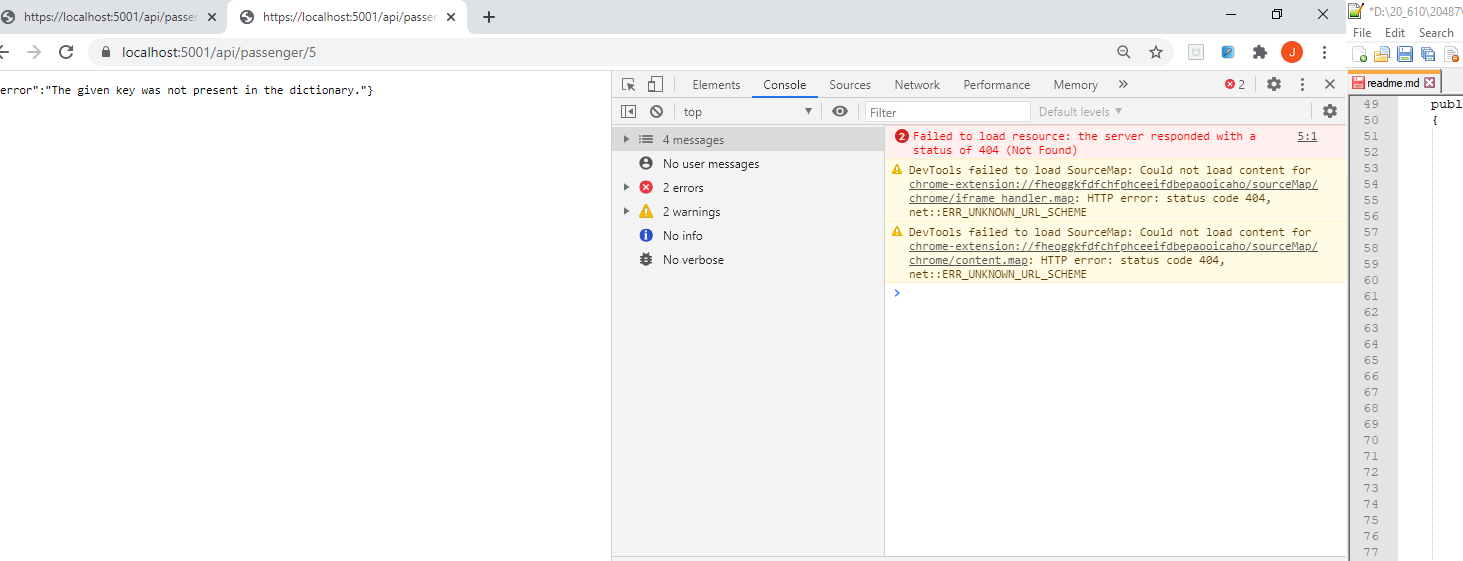 https://localhost:5001/api/passer
https://localhost:5001/api/passer
*D:\20_610\20487\
File Edit Search
localhost:5001/api/passenger/5
J
readme.md
error":"The given key was not present in the dictionary."}
Elements Console Sources Network Performance Memory » 2
top Filter Default levels
4 messages
No user messages
2 errors
2 warnings
No info
No verbose
2 Failed to load resource: the server responded with a 5:1
status of 404 (Not Found)
DevTools failed to load SourceMap: Could not load content for
chrome-extension://fheoggkfdfchfphceeifdbepaooicaho/sourceMap/
chrome/iframe_handler.map: HTTP error: status code 404,
net::ERR_UNKNOWN_URL_SCHEME
DevTools failed to load SourceMap: Could not load content for
chrome-extension://fheoggkfdfchfphceeifdbepaooicaho/sourceMap/
chrome/content.map: HTTP error: status code 404,
net::ERR_UNKNOWN_URL_SCHEME
49 publ
50 {
51
52
53
54
55
56
57
58
59
60
61
62
63
64
65
66
67
68
69
70
71
72
73
74
75
76
77